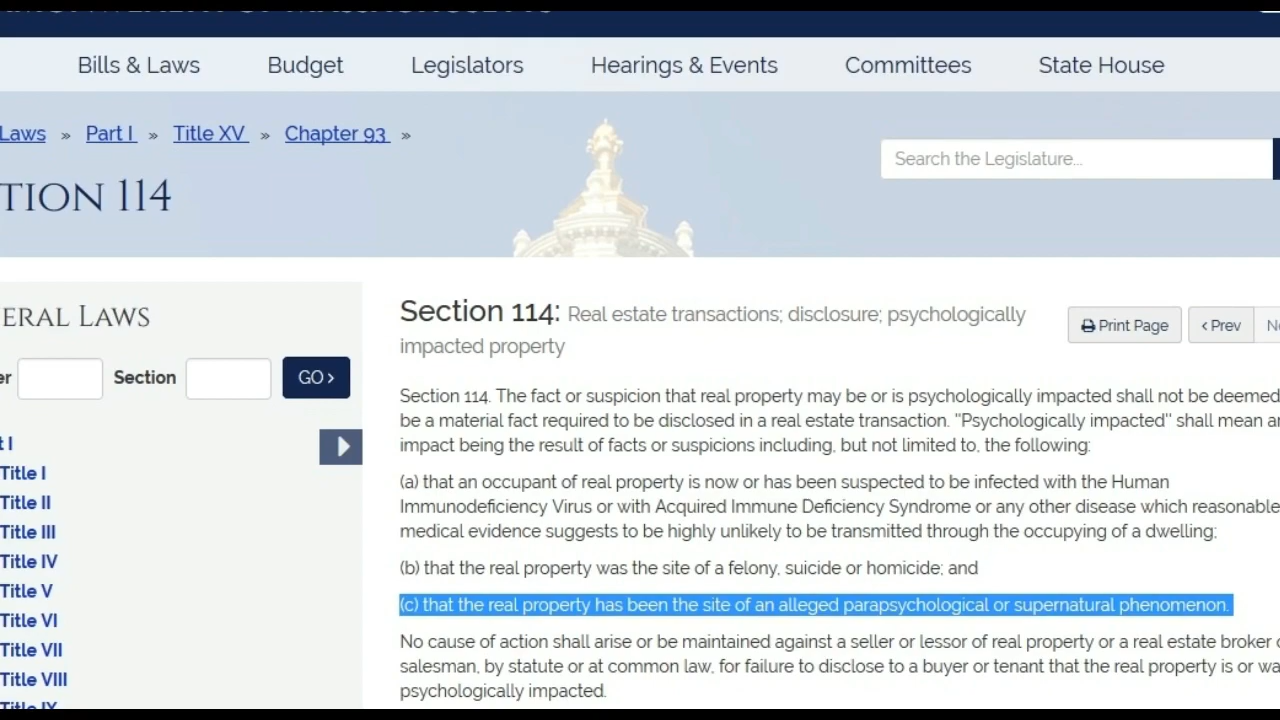 Bills & Laws Budget Legislators Hearings & Events Committees State House
Laws » Part I » Title XV » Chapter 93 »
Search the Legislature...
TION 114
ERAL LAWS
er Section GO ›
Section 114: Real estate transactions; disclosure; psychologically
impacted property
Print Page ‹ Prev Ne
Section 114. The fact or suspicion that real property may be or is psychologically impacted shall not be deemed
be a material fact required to be disclosed in a real estate transaction. "Psychologically impacted" shall mean an
impact being the result of facts or suspicions including, but not limited to, the following:
(a) that an occupant of real property is now or has been suspected to be infected with the Human
Immunodeficiency Virus or with Acquired Immune Deficiency Syndrome or any other disease which reasonable
medical evidence suggests to be highly unlikely to be transmitted through the occupying of a dwelling;
(b) that the real property was the site of a felony, suicide or homicide; and
(c) that the real property has been the site of an alleged parapsychological or supernatural phenomenon.
No cause of action shall arise or be maintained against a seller or lessor of real property or a real estate broker o
salesman, by statute or at common law, for failure to disclose to a buyer or tenant that the real property is or wa
psychologically impacted.
t I
Title I
Title II
Title III
Title IV
Title V
Title VI
Title VII
Title VIII
Title IX